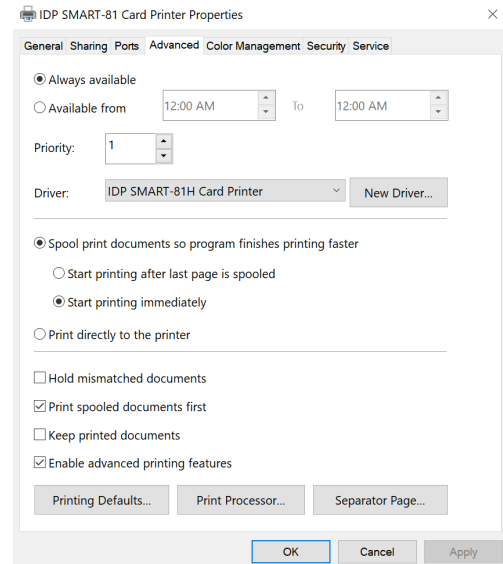 IDP SMART-81 Card Printer Properties
General Sharing Ports Advanced Color Management Security Service
Always available
Available from 12:00 AM To 12:00 AM
Priority: 1
Driver: IDP SMART-81H Card Printer New Driver...
Spool print documents so program finishes printing faster
Start printing after last page is spooled
Start printing immediately
Print directly to the printer
Hold mismatched documents
Print spooled documents first
Keep printed documents
Enable advanced printing features
Printing Defaults... Print Processor... Separator Page...
OK Cancel Apply